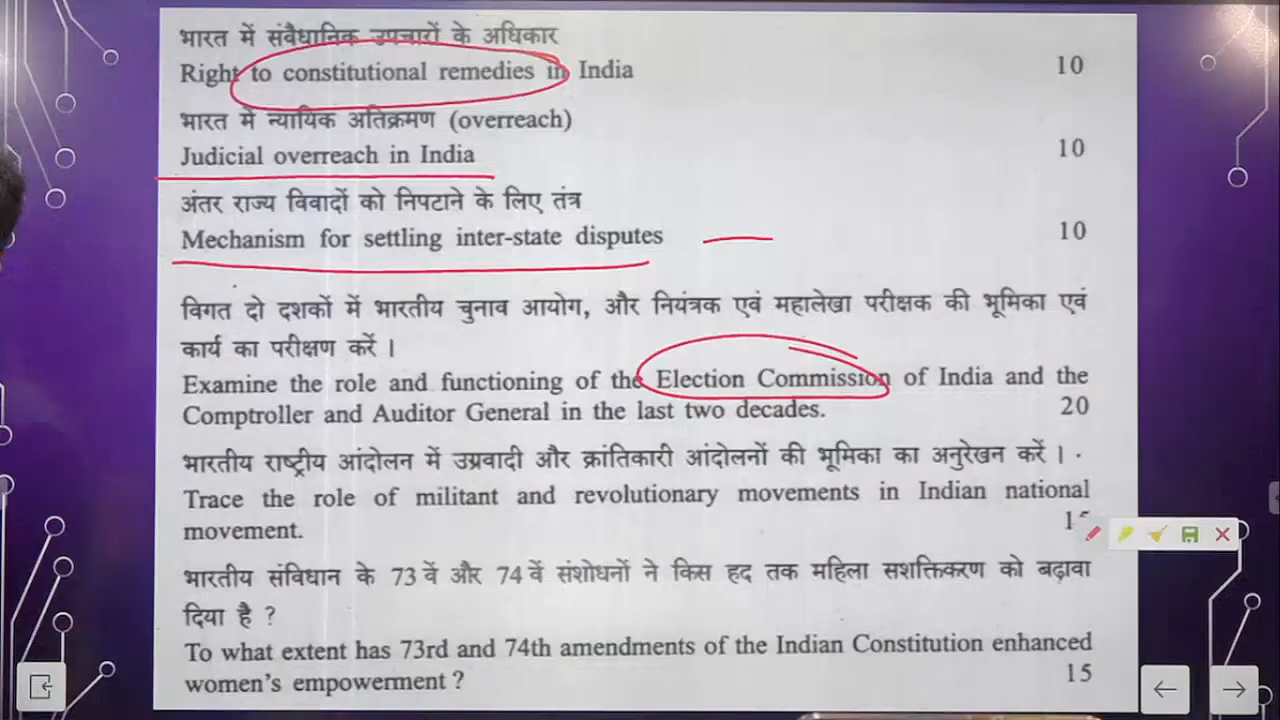 भारत में संवैधानिक उपचारों के अधिकार
Right to constitutional remedies in India 10
भारत में न्यायिक अतिक्रमण (overreach)
Judicial overreach in India 10
अंतर राज्य विवादों को निपटाने के लिए तंत्र
Mechanism for settling inter-state disputes 10
विगत दो दशकों में भारतीय चुनाव आयोग, और नियंत्रक एवं महालेखा परीक्षक की भूमिका एवं
कार्य का परीक्षण करें ।
Examine the role and functioning of the Election Commission of India and the
Comptroller and Auditor General in the last two decades. 20
भारतीय राष्ट्रीय आंदोलन में उग्रवादी और क्रांतिकारी आंदोलनों की भूमिका का अनुरेखन करें ।
Trace the role of militant and revolutionary movements in Indian national
movement.
भारतीय संविधान के 73 वें और 74 वें संशोधनों ने किस हद तक महिला सशक्तिकरण को बढ़ावा
दिया है ?
To what extent has 73rd and 74th amendments of the Indian Constitution enhanced
women's empowerment ? 15